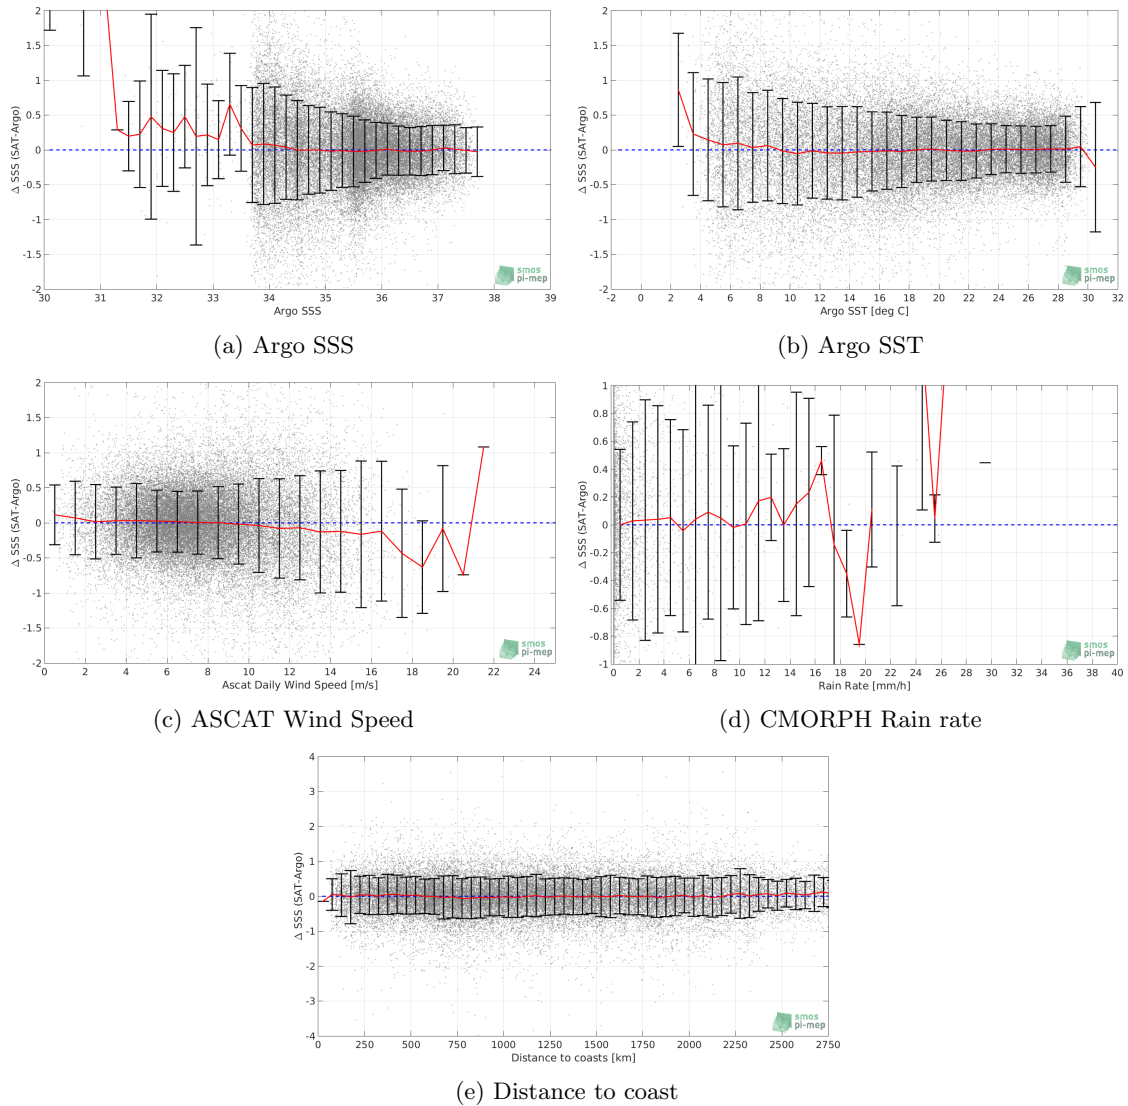 2
1.5
1
0.5
0
-0.5
-1
-1.5
-2
30 31 32 33 34 35 36 37 38 39
Δ SSS (SAT-Argo)
Argo SSS
smos
pi-mep
(a) Argo SSS
2
1.5
1
0.5
0
-0.5
-1
-1.5
-2
-2 0 2 4 6 8 10 12 14 16 18 20 22 24 26 28 30 32
Δ SSS (SAT-Argo)
Argo SST [deg C]
smos
pi-mep
(b) Argo SST
2
1.5
1
0.5
0
-0.5
-1
-1.5
-2
0 2 4 6 8 10 12 14 16 18 20 22 24
Δ SSS (SAT-Argo)
Ascat Daily Wind Speed [m/s]
smos
pi-mep
(c) ASCAT Wind Speed
1
0.8
0.6
0.4
0.2
0
-0.2
-0.4
-0.6
-0.8
-1
0 2 4 6 8 10 12 14 16 18 20 22 24 26 28 30 32 34 36 38 40
Δ SSS (SAT-Argo)
Rain Rate [mm/h]
smos
pi-mep
(d) CMORPH Rain rate
4
3
2
1
0
-1
-2
-3
-4
0 250 500 750 1000 1250 1500 1750 2000 2250 2500 2750
Δ SSS (SAT-Argo)
Distance to coasts [km]
smos
pi-mep
(e) Distance to coast